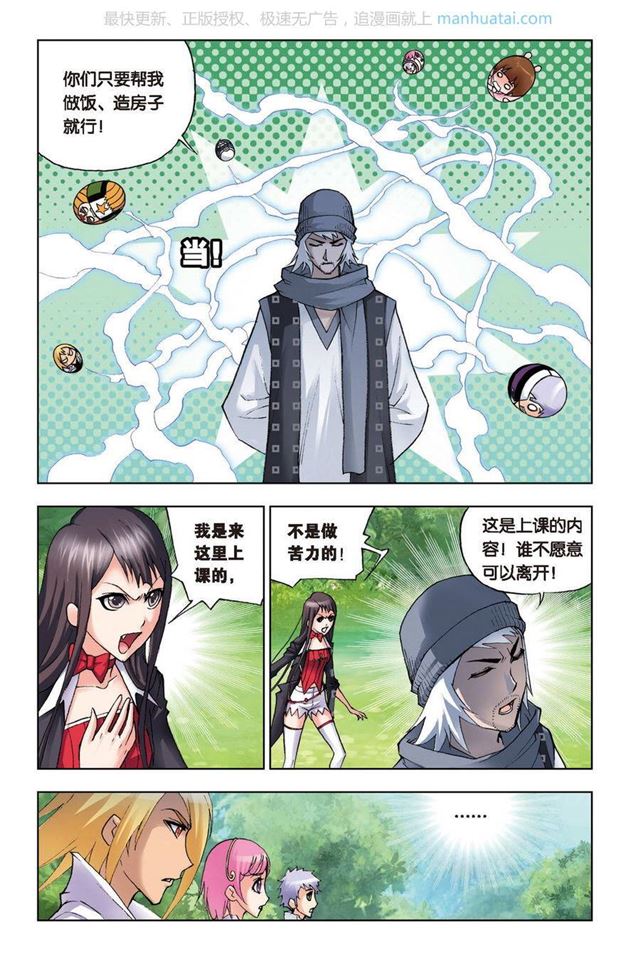 最快更新、正版授权、极速无广告，追漫画就上 manhuatai.com
你们只要帮我
做饭、造房子
就行！
当！
我是来
这里上
课的，
不是做
苦力的！
这是上课的内
容！谁不愿意
可以离开！
……